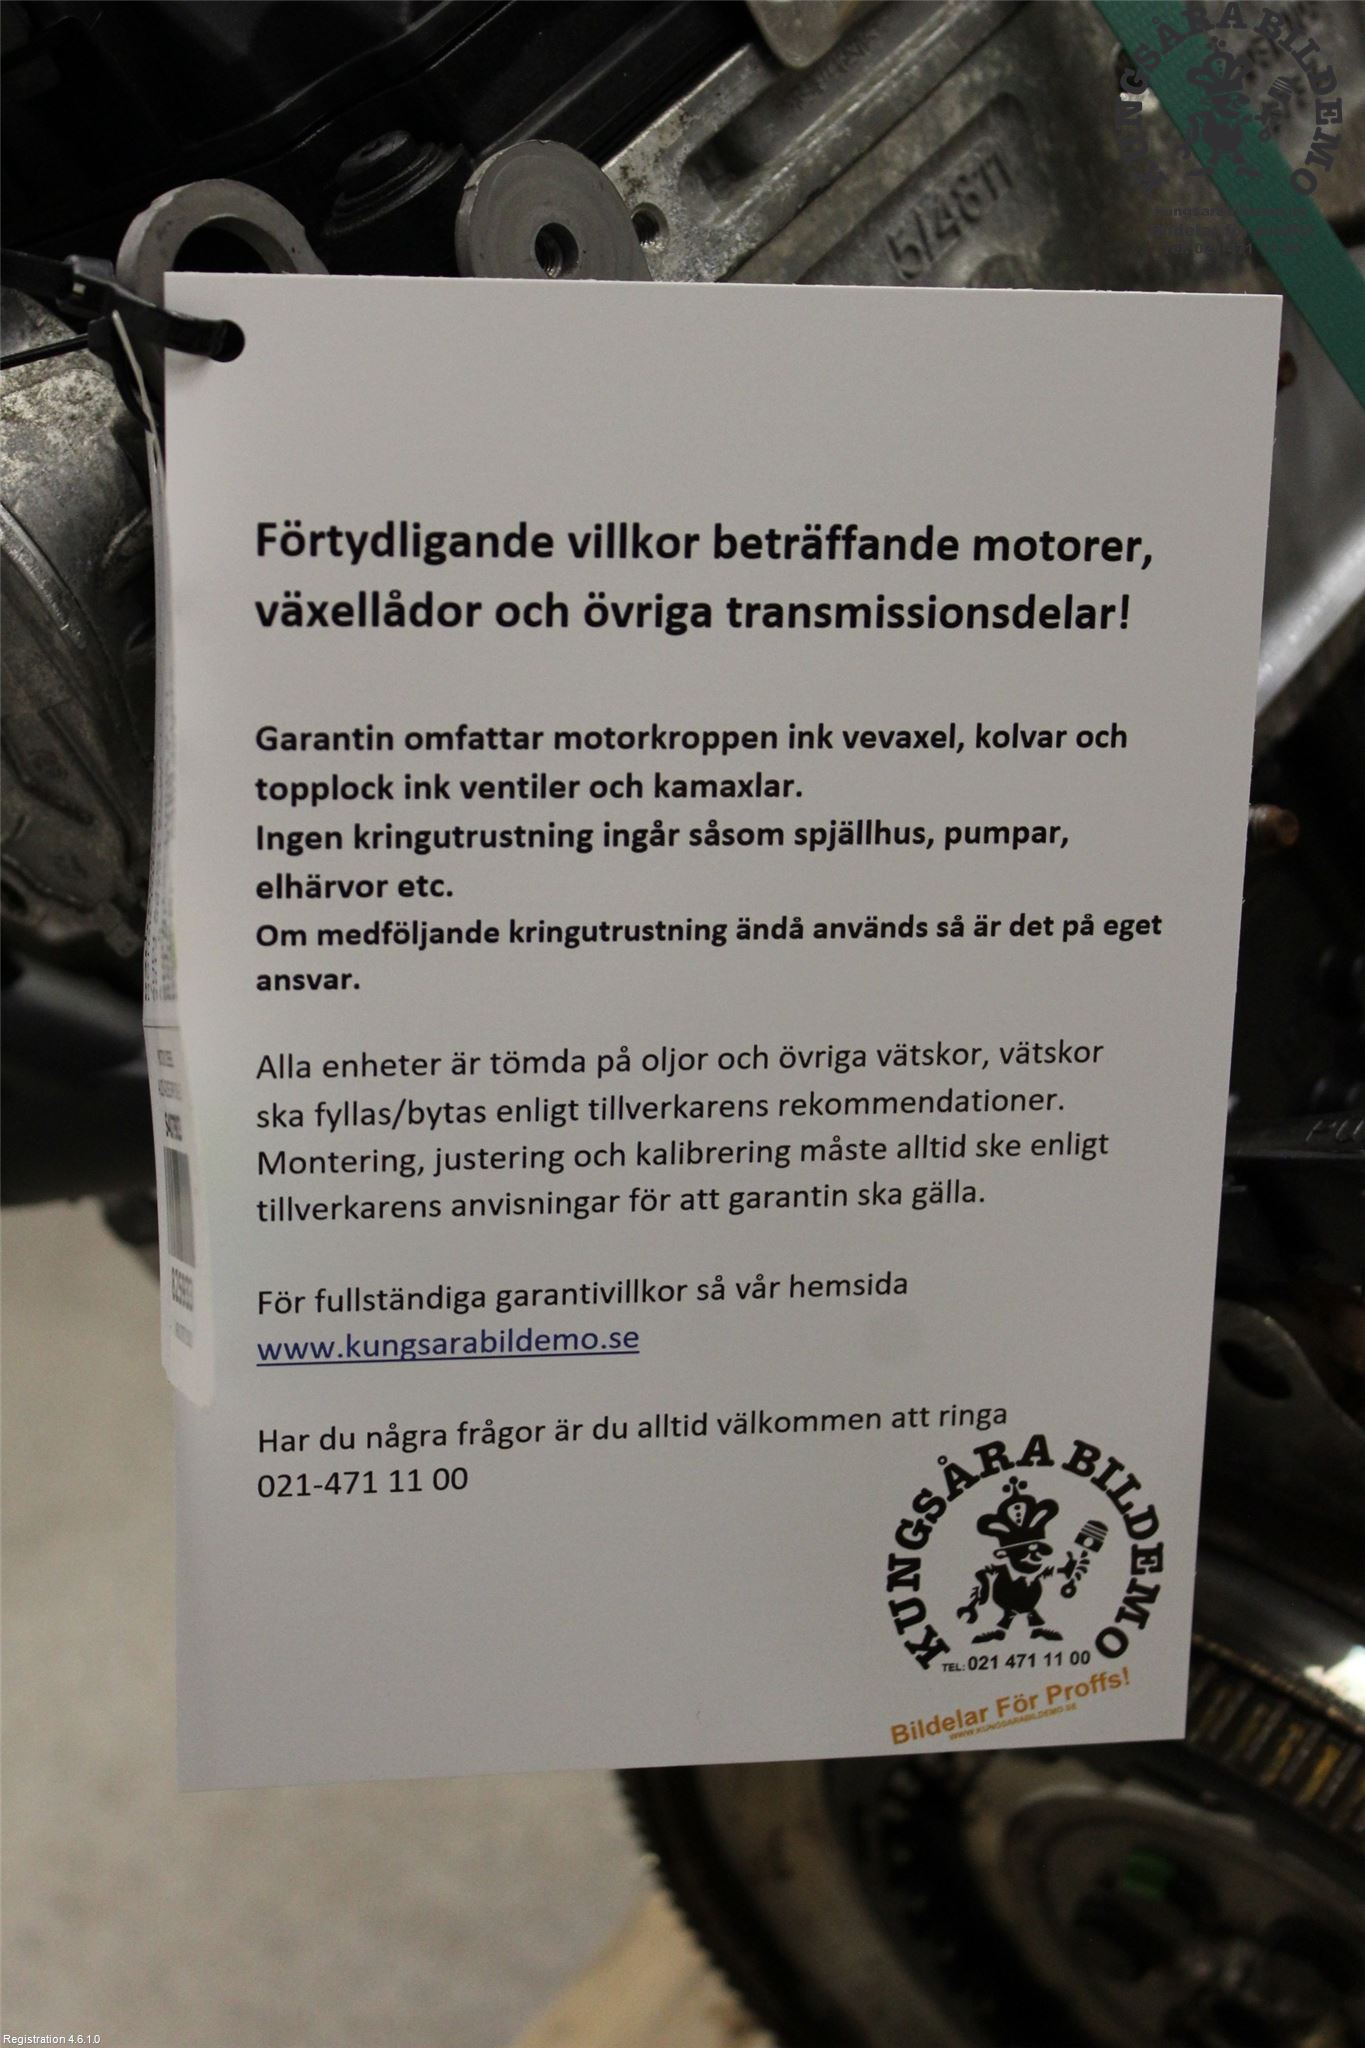 KUNGSÅRA BILDEMO
5/4671
Förtydligande villkor beträffande motorer,
växellådor och övriga transmissionsdelar!
Garantin omfattar motorkroppen ink vevaxel, kolvar och
topplock ink ventiler och kamaxlar.
Ingen kringutrustning ingår såsom spjällhus, pumpar,
elhärvor etc.
Om medföljande kringutrustning ändå används så är det på eget
ansvar.
Alla enheter är tömda på oljor och övriga vätskor, vätskor
ska fyllas/bytas enligt tillverkarens rekommendationer.
Montering, justering och kalibrering måste alltid ske enligt
tillverkarens anvisningar för att garantin ska gälla.
För fullständiga garantivillkor så vår hemsida
www.kungsarabildemo.se
Har du några frågor är du alltid välkommen att ringa
021-471 11 00
KUNGSÅRA BILDEMO
TEL: 021 471 11 00
Bildelar För Proffs!
WWW.KUNGSARABILDEMO.SE
Registration 4.6.1.0